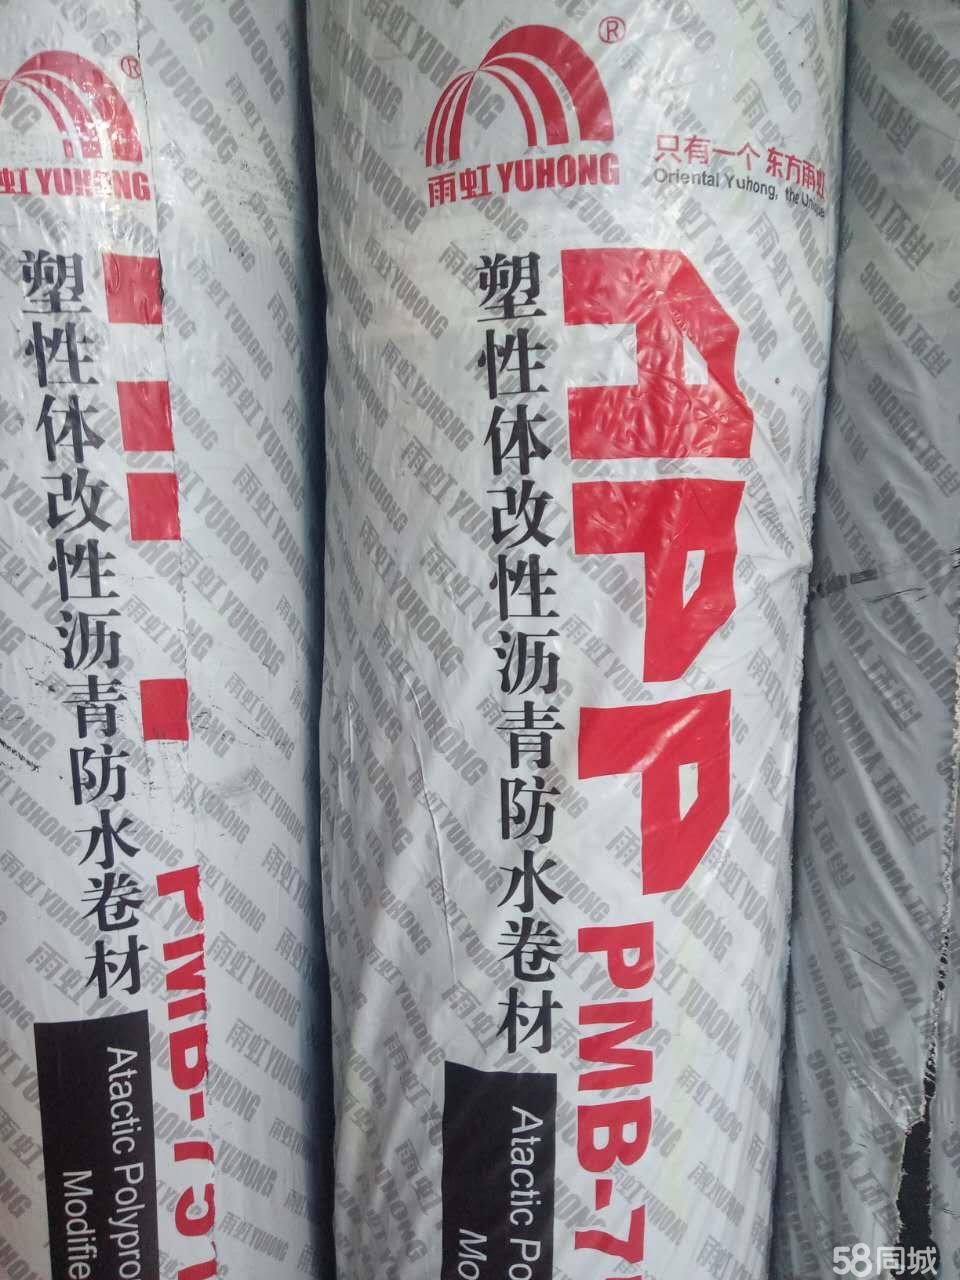 雨虹 YUHONG
®
塑性体改性沥青防水卷材
PMB-
Atactic Polypro
Modifie
雨虹 YUHONG
®
只有一个 东方雨虹
Oriental Yuhong, the Unique
塑性体改性沥青防水卷材
APP
PMB-7
Atactic Po
Mo
58同城